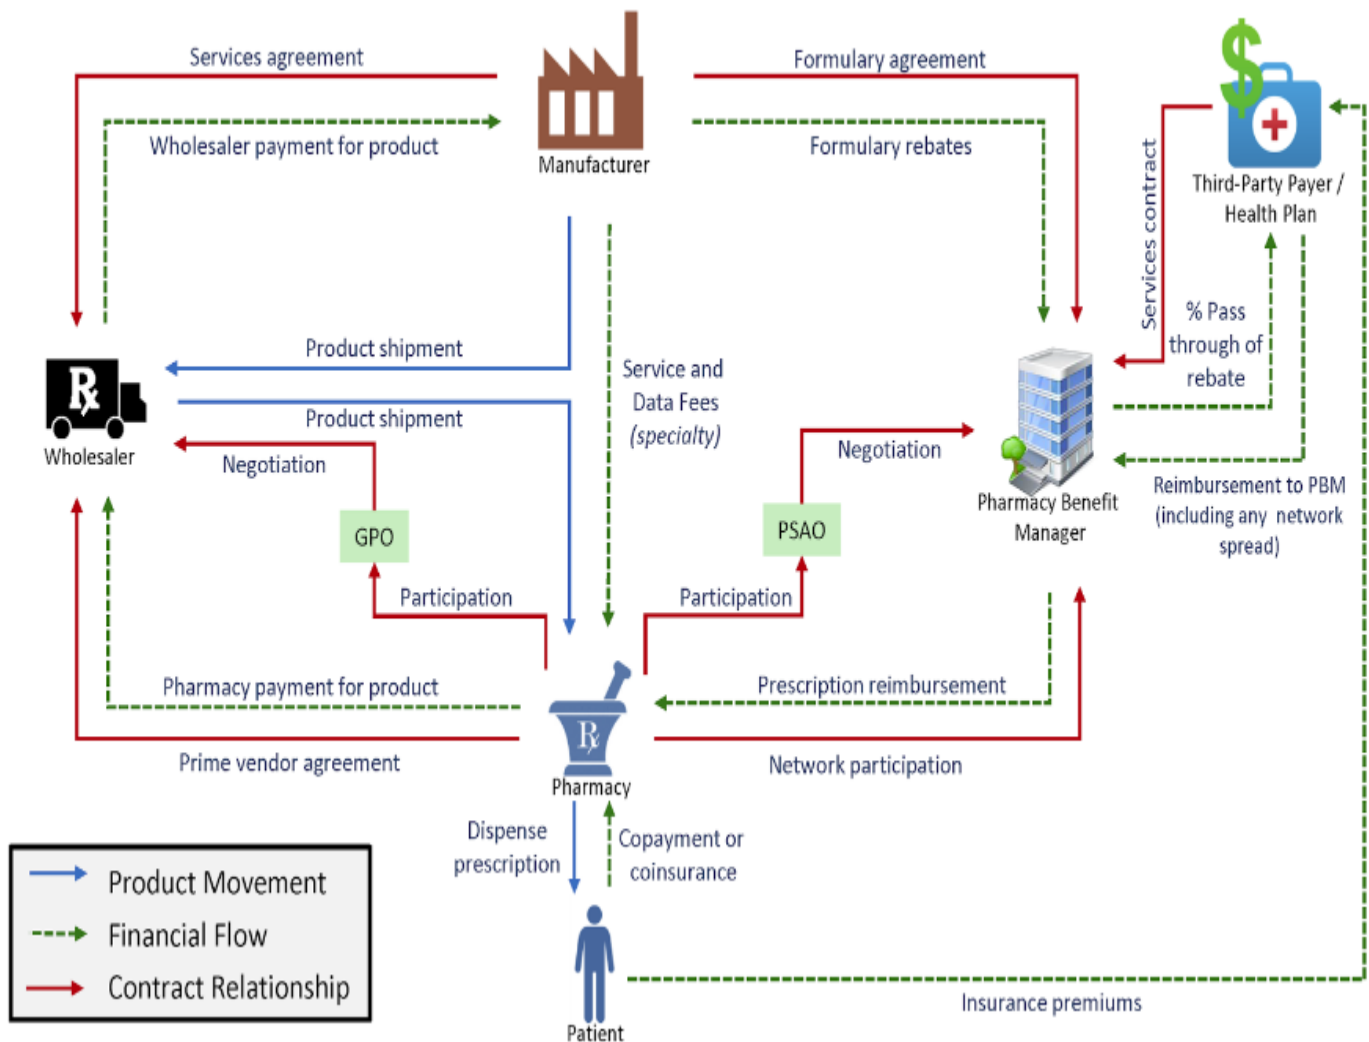 Services agreement
Formulary agreement
Wholesaler payment for product
Formulary rebates
Manufacturer
Third-Party Payer /
Health Plan
Services contract
% Pass
through of
rebate
Product shipment
Service and
Data Fees
(specialty)
Product shipment
Rx
Wholesaler
Negotiation
Negotiation
Pharmacy Benefit
Manager
Reimbursement to PBM
(including any network
spread)
GPO
PSAO
Participation
Participation
Pharmacy payment for product
Prescription reimbursement
Rx
Prime vendor agreement
Network participation
Pharmacy
Dispense
prescription
Copayment or
coinsurance
Product Movement
Financial Flow
Contract Relationship
Insurance premiums
Patient
$